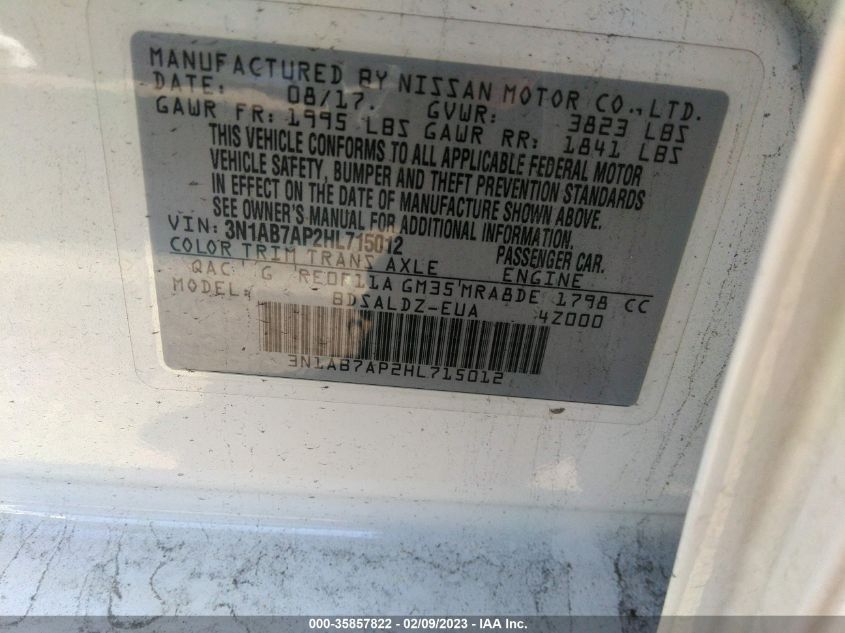 MANUFACTURED BY NISSAN MOTOR CO., LTD.
DATE: 08/17. GVWR: 3823 LBS
GAWR FR: 1995 LBS GAWR RR: 1841 LBS
THIS VEHICLE CONFORMS TO ALL APPLICABLE FEDERAL MOTOR
VEHICLE SAFETY, BUMPER AND THEFT PREVENTION STANDARDS
IN EFFECT ON THE DATE OF MANUFACTURE SHOWN ABOVE.
SEE OWNER'S MANUAL FOR ADDITIONAL INFORMATION.
VIN: 3N1AB7AP2HL715012 PASSENGER CAR.
COLOR TRIM TRANS AXLE ENGINE
QAC G RE0F11A GM35 MRA8DE 1798 CC
MODEL: BDSALDZ-EUA 4Z000
3N1AB7AP2HL715012
000-35857822 - 02/09/2023 - IAA Inc.